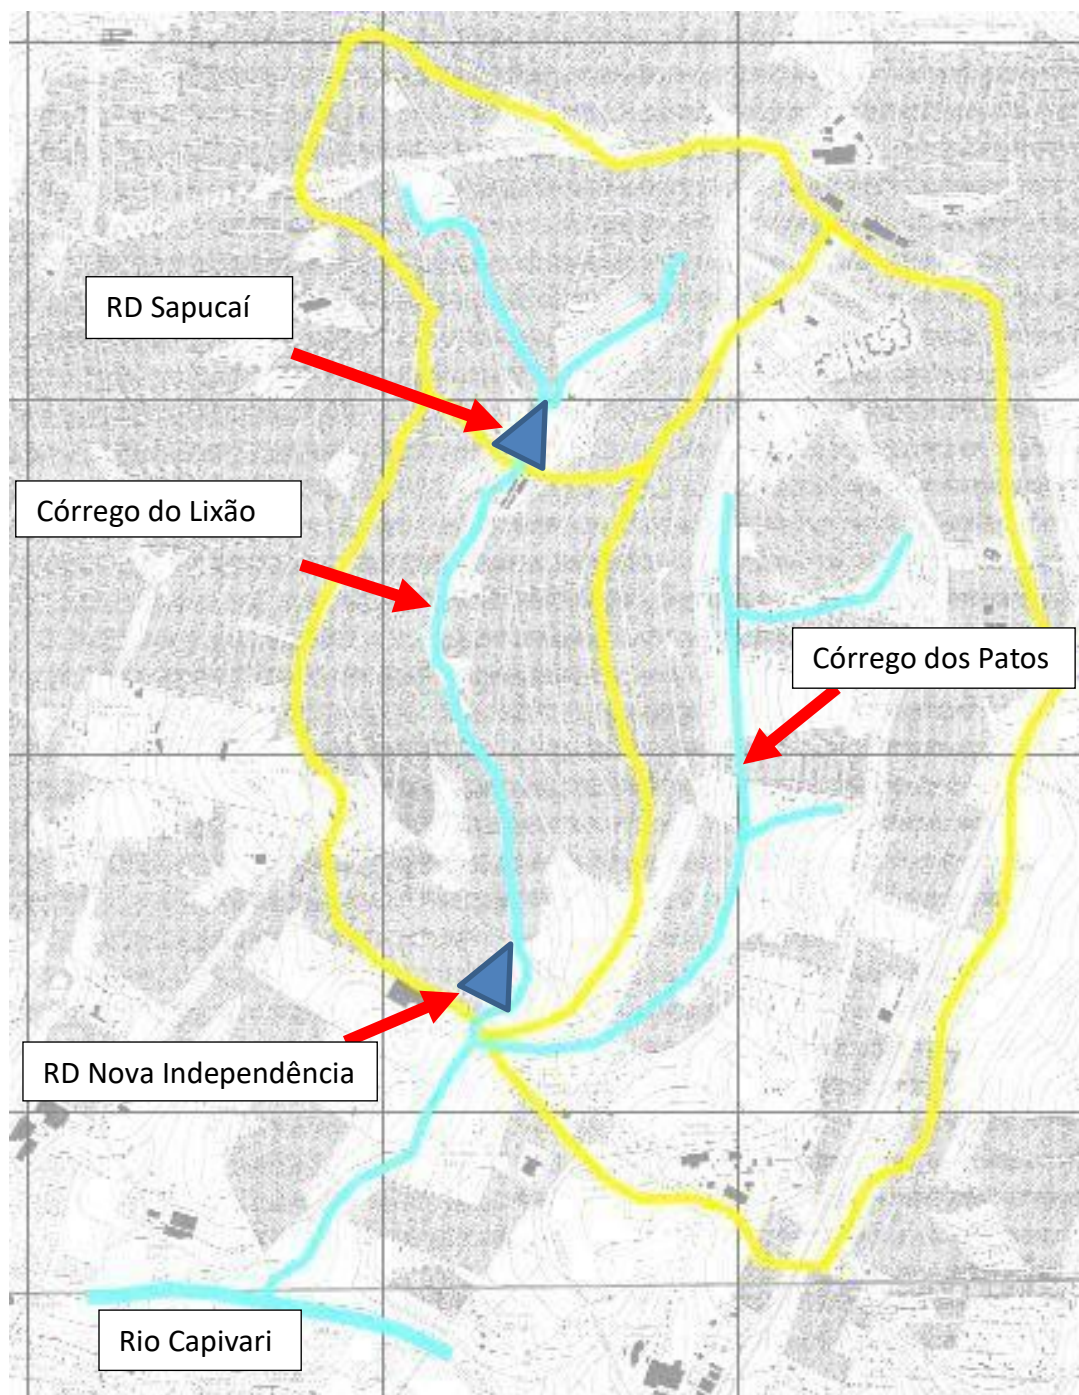 RD Sapucaí
Córrego do Lixão
Córrego dos Patos
RD Nova Independência
Rio Capivari